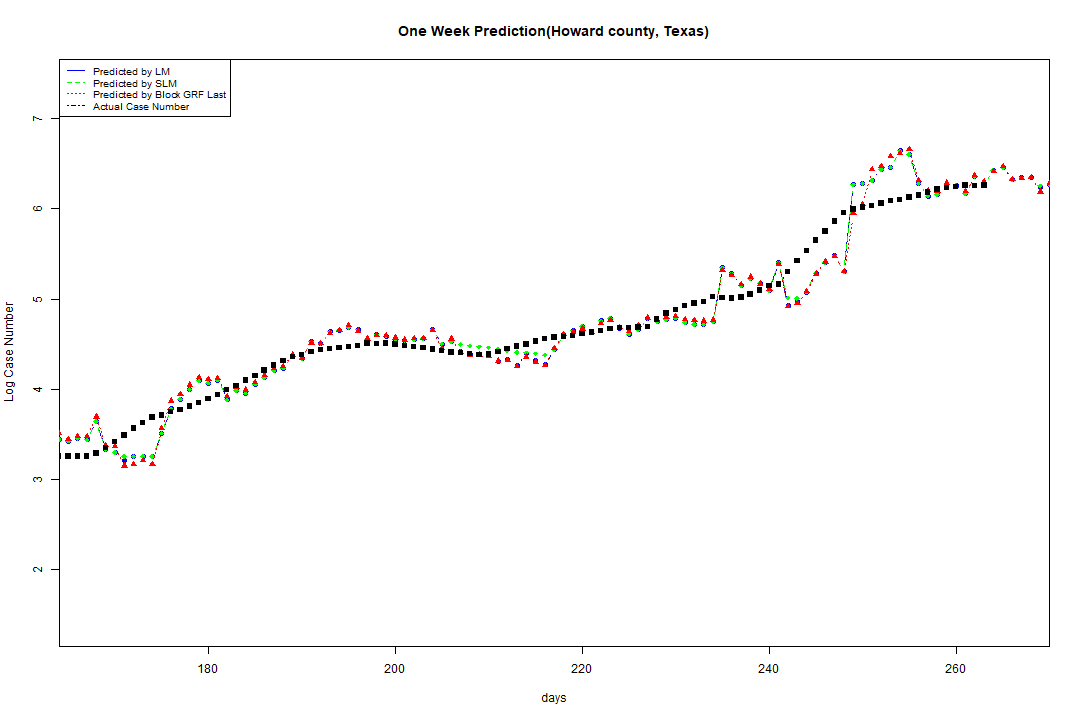 One Week Prediction(Howard county, Texas)
Predicted by LM
Predicted by SLM
Predicted by Block GRF Last
Actual Case Number
7
6
5
4
3
2
Log Case Number
180 200 220 240 260
days